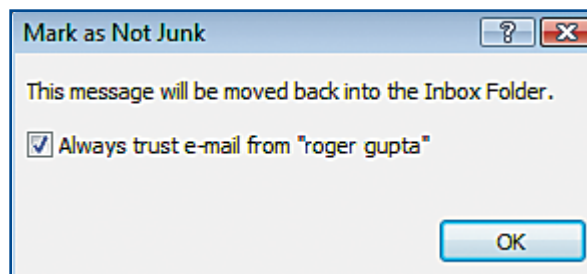 Mark as Not Junk
This message will be moved back into the Inbox Folder.
Always trust e-mail from "roger gupta"
OK